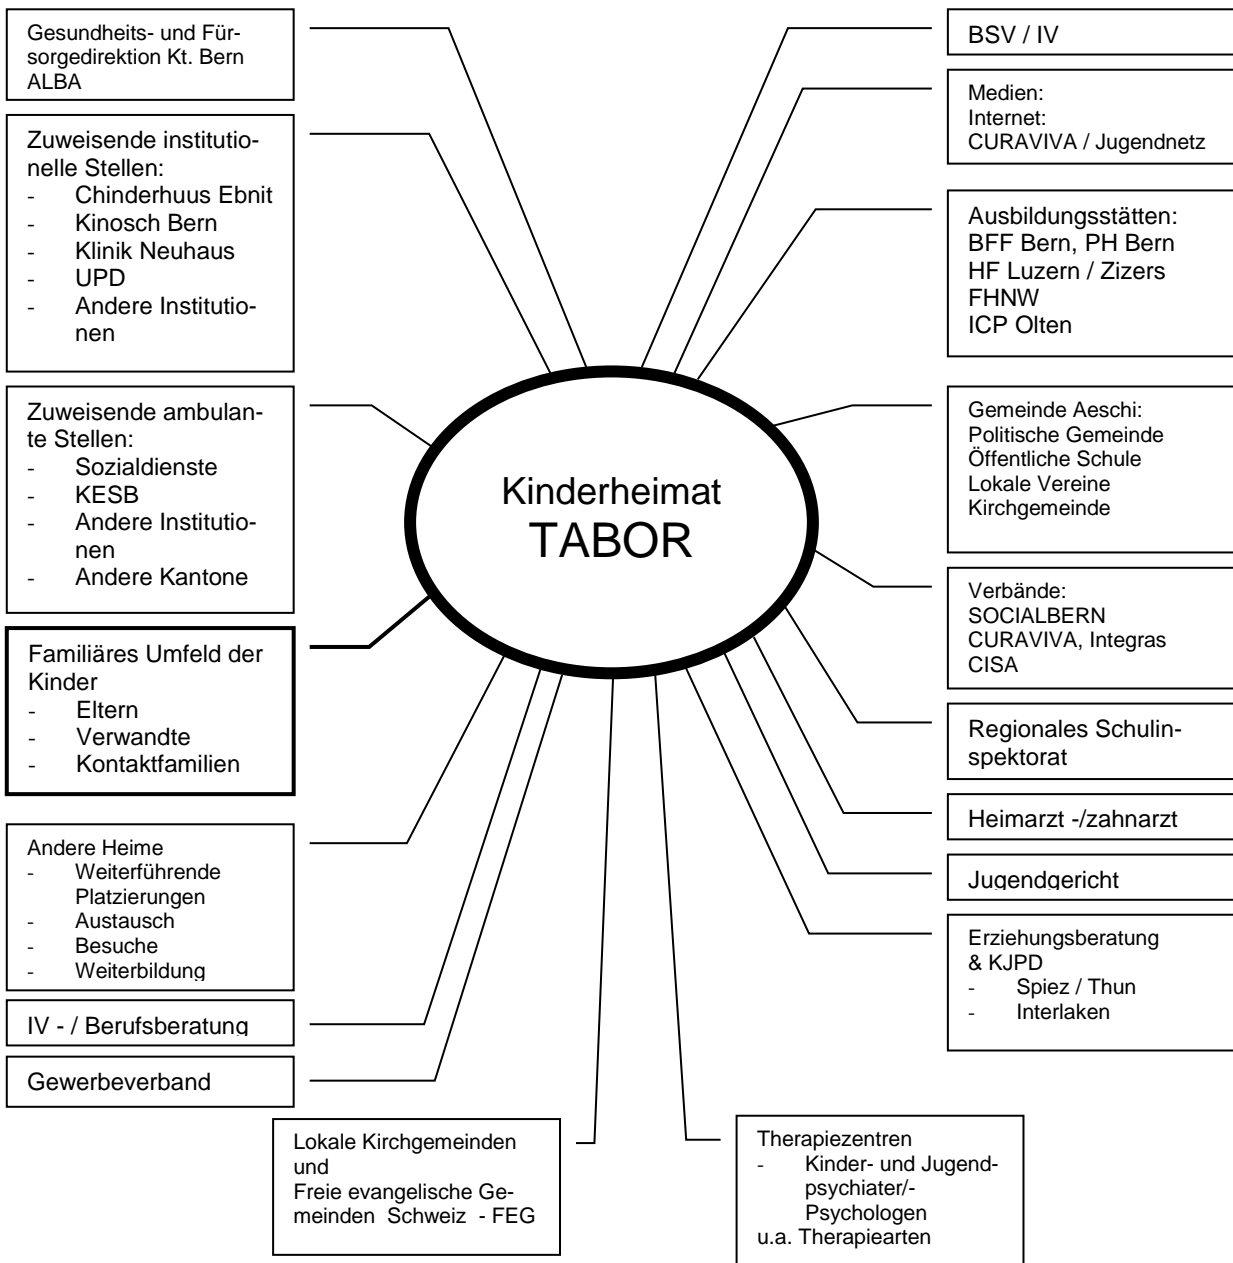 Gesundheits- und Für-
sorgedirektion Kt. Bern
ALBA
Zuweisende institutio-
nelle Stellen:
- Chinderhuus Ebnit
- Kinosch Bern
- Klinik Neuhaus
- UPD
- Andere Institutio-
nen
Zuweisende ambulan-
te Stellen:
- Sozialdienste
- KESB
- Andere Institutio-
nen
- Andere Kantone
Familiäres Umfeld der
Kinder
- Eltern
- Verwandte
- Kontaktfamilien
Andere Heime
- Weiterführende
Platzierungen
- Austausch
- Besuche
- Weiterbildung
IV - / Berufsberatung
Gewerbeverband
Kinderheimat
TABOR
BSV / IV
Medien:
Internet:
CURAVIVA / Jugendnetz
Ausbildungsstätten:
BFF Bern, PH Bern
HF Luzern / Zizers
FHNW
ICP Olten
Gemeinde Aeschi:
Politische Gemeinde
Öffentliche Schule
Lokale Vereine
Kirchgemeinde
Verbände:
SOCIALBERN
CURAVIVA, Integras
CISA
Regionales Schulin-
spektorat
Heimarzt -/zahnarzt
Jugendgericht
Erziehungsberatung
& KJPD
- Spiez / Thun
- Interlaken
Lokale Kirchgemeinden
und
Freie evangelische Ge-
meinden Schweiz - FEG
Therapiezentren
- Kinder- und Jugend-
psychiater/-
Psychologen
u.a. Therapiearten